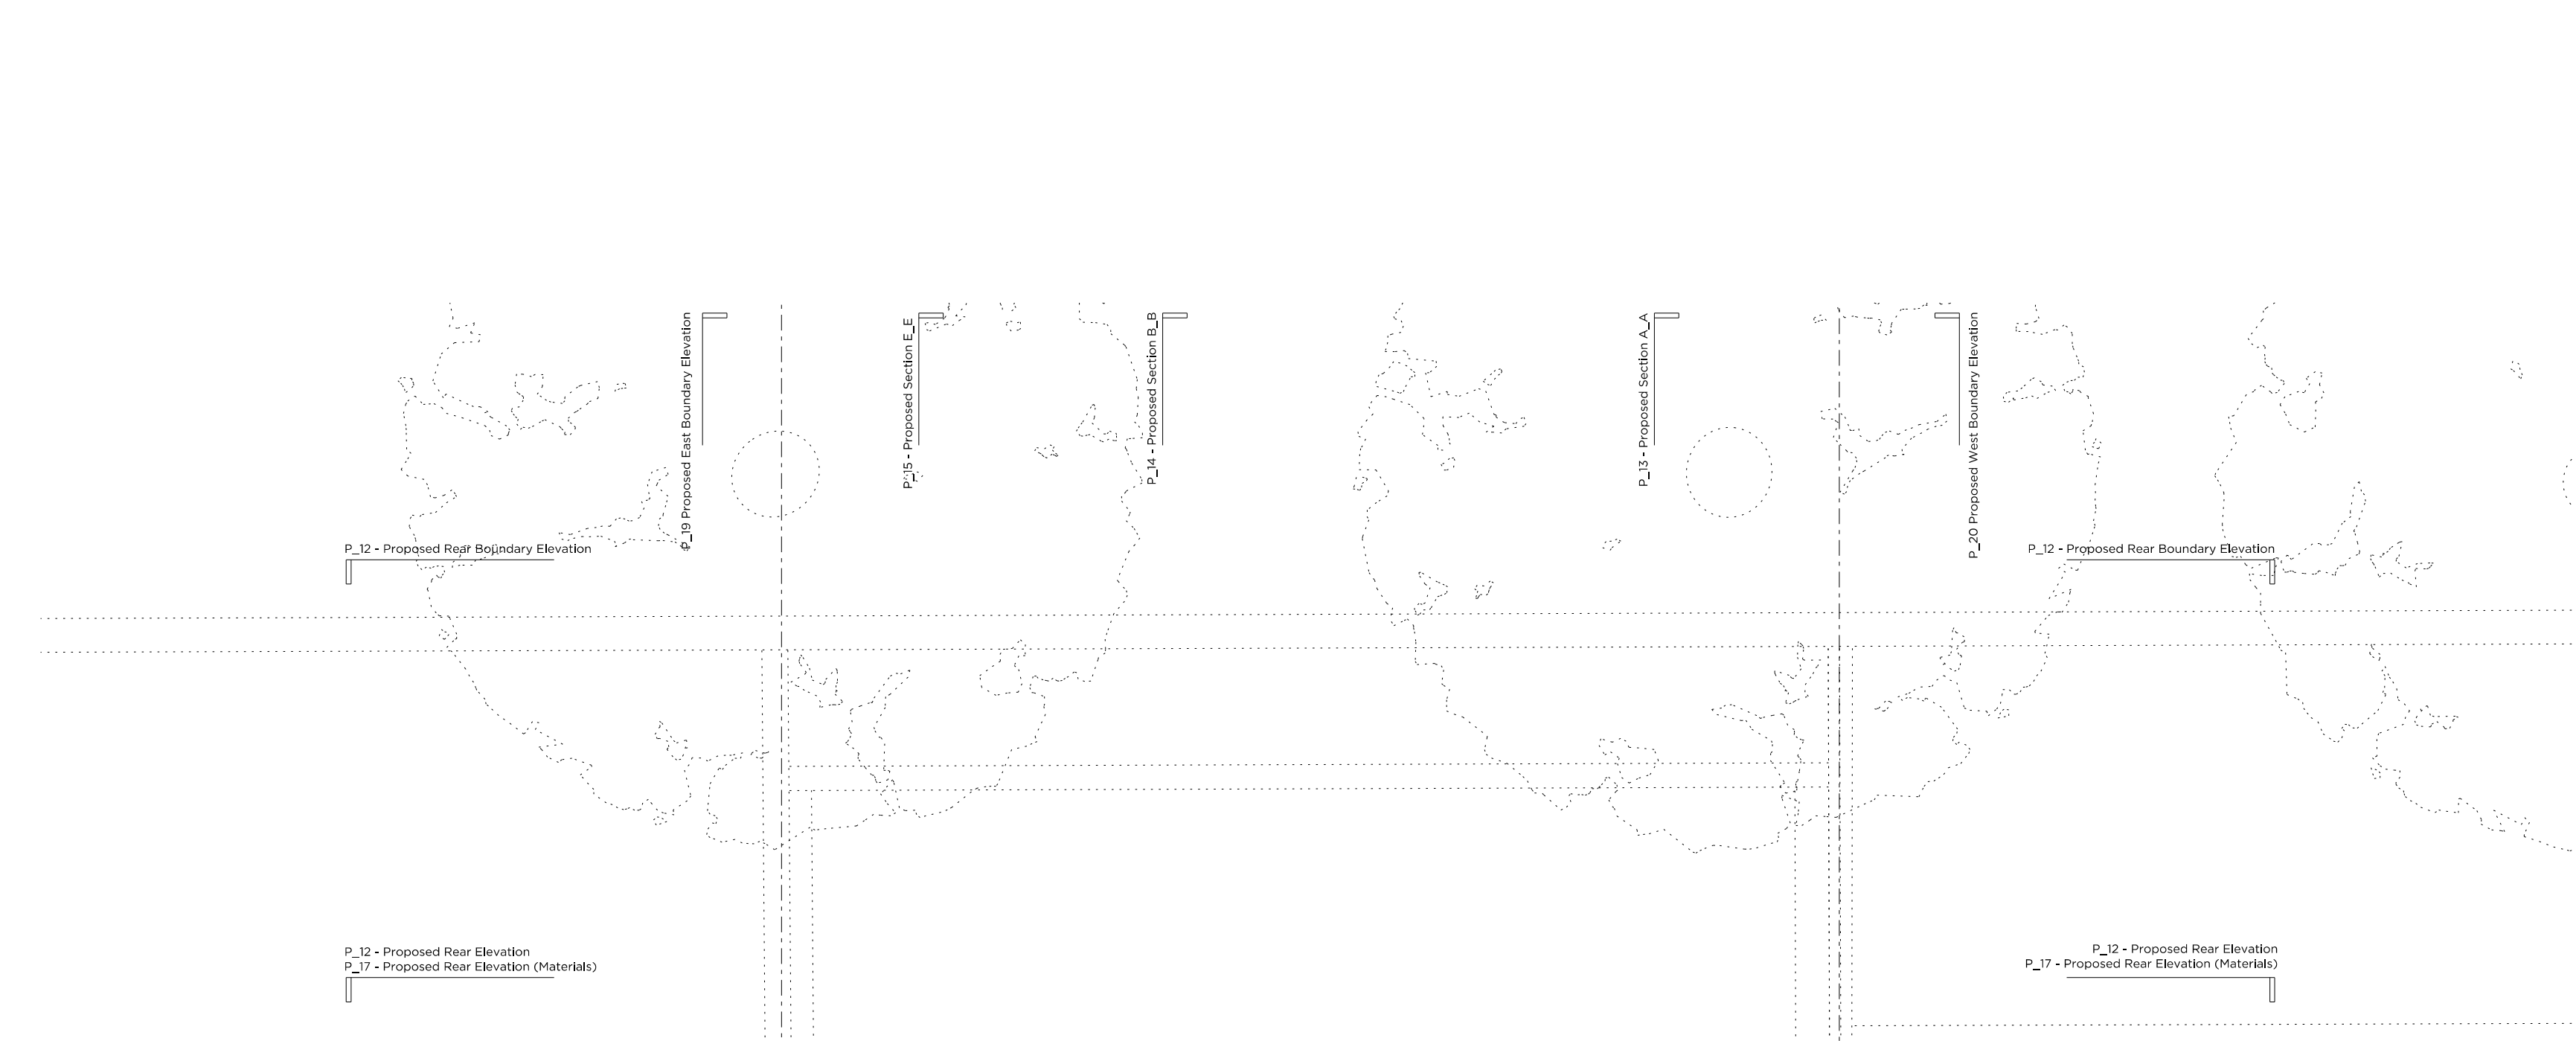 P_19 Proposed East Boundary Elevation
P_15 - Proposed Section E_E
P_14 - Proposed Section B_B
P_13 - Proposed Section A_A
P_20 Proposed West Boundary Elevation
P_12 - Proposed Rear Boundary Elevation
P_12 - Proposed Rear Boundary Elevation
P_12 - Proposed Rear Elevation
P_17 - Proposed Rear Elevation (Materials)
P_12 - Proposed Rear Elevation
P_17 - Proposed Rear Elevation (Materials)